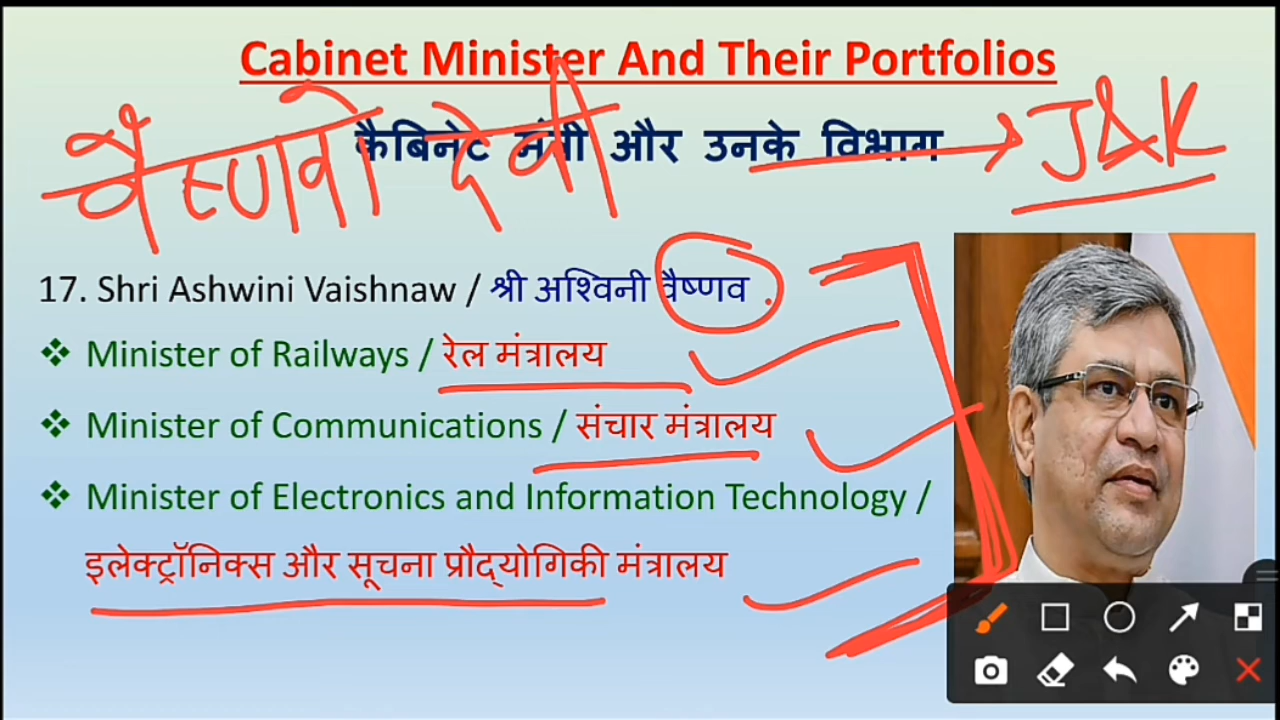 Cabinet Minister And Their Portfolios
कैबिनेट मंत्री और उनके विभाग
वैष्णवो देवी → J&K
17. Shri Ashwini Vaishnaw / श्री अश्विनी वैष्णव
❖ Minister of Railways / रेल मंत्रालय
❖ Minister of Communications / संचार मंत्रालय
❖ Minister of Electronics and Information Technology /
इलेक्ट्रॉनिक्स और सूचना प्रौद्योगिकी मंत्रालय